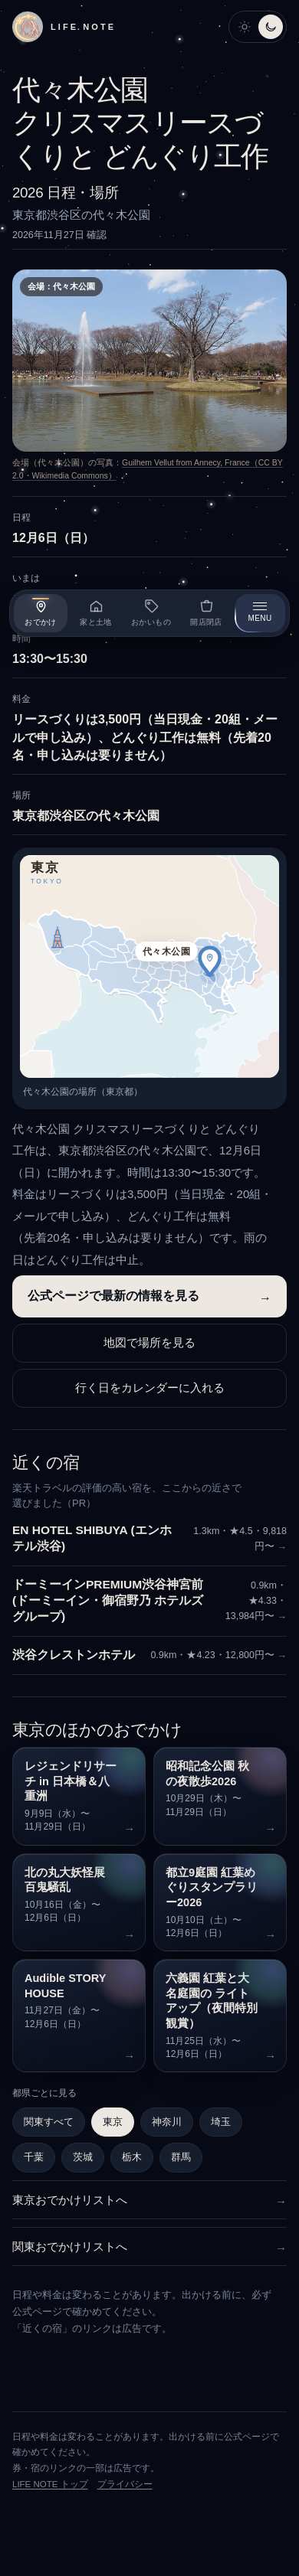 LIFE.NOTE
代々木公園
クリスマスリースづ
くりと どんぐり工作
2026 日程・場所
東京都渋谷区の代々木公園
2026年11月27日 確認
会場：代々木公園
会場（代々木公園）の写真：Guilhem Vellut from Annecy, France（CC BY
2.0・Wikimedia Commons）
日程
12月6日（日）
いまは
おでかけ
家と土地
おかいもの
開店閉店
MENU
時間
13:30〜15:30
料金
リースづくりは3,500円（当日現金・20組・メー
ルで申し込み）、どんぐり工作は無料（先着20
名・申し込みは要りません）
場所
東京都渋谷区の代々木公園
東京
TOKYO
代々木公園
代々木公園の場所（東京都）
代々木公園 クリスマスリースづくりと どんぐり
工作は、東京都渋谷区の代々木公園で、12月6日
（日）に開かれます。時間は13:30〜15:30です。
料金はリースづくりは3,500円（当日現金・20組・
メールで申し込み）、どんぐり工作は無料
（先着20名・申し込みは要りません）です。雨の
日はどんぐり工作は中止。
公式ページで最新の情報を見る →
地図で場所を見る
行く日をカレンダーに入れる
近くの宿
楽天トラベルの評価の高い宿を、ここからの近さで
選びました（PR）
EN HOTEL SHIBUYA (エンホ
テル渋谷)
1.3km・★4.5・9,818
円〜 →
ドーミーインPREMIUM渋谷神宮前
(ドーミーイン・御宿野乃 ホテルズ
グループ)
0.9km・
★4.33・
13,984円〜 →
渋谷クレストンホテル
0.9km・★4.23・12,800円〜 →
東京のほかのおでかけ
レジェンドリサー
チ in 日本橋＆八
重洲
9月9日（水）〜
11月29日（日）
→
昭和記念公園 秋
の夜散歩2026
10月29日（木）〜
11月29日（日）
→
北の丸大妖怪展
百鬼騒乱
10月16日（金）〜
12月6日（日）
→
都立9庭園 紅葉め
ぐりスタンプラリ
ー2026
10月10日（土）〜
12月6日（日）
→
Audible STORY
HOUSE
11月27日（金）〜
12月6日（日）
→
六義園 紅葉と大
名庭園の ライト
アップ（夜間特別
観賞）
11月25日（水）〜
12月6日（日）
→
都県ごとに見る
関東すべて
東京
神奈川
埼玉
千葉
茨城
栃木
群馬
東京おでかけリストへ →
関東おでかけリストへ →
日程や料金は変わることがあります。出かける前に、必ず
公式ページで確かめてください。
「近くの宿」のリンクは広告です。
日程や料金は変わることがあります。出かける前に公式ページで
確かめてください。
券・宿のリンクの一部は広告です。
LIFE NOTE トップ プライバシー